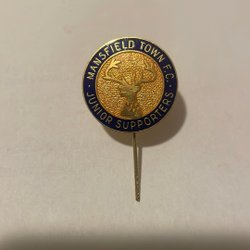 · MANSFIELD TOWN F.C. ·
JUNIOR SUPPORTERS